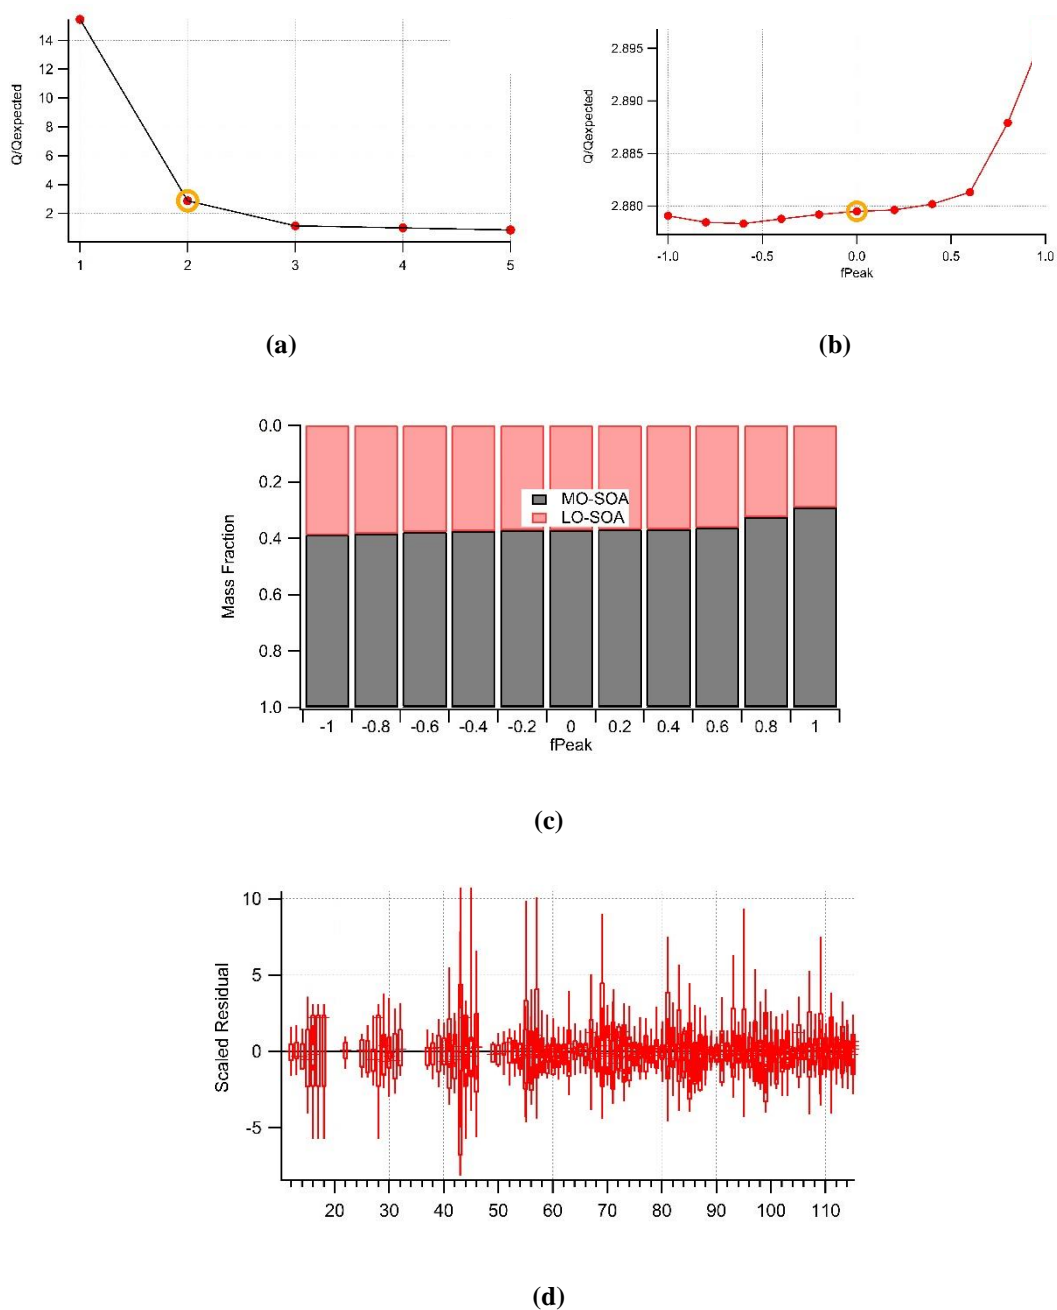 14
12
10
8
6
4
2
Q/Qexpected
1 2 3 4 5
2.895
2.890
2.885
2.880
Q/Qexpected
-1.0 -0.5 0.0 0.5 1.0
fPeak
(a)
(b)
0.0
0.2
0.4
0.6
0.8
1.0
Mass Fraction
MO-SOA
LO-SOA
-1 -0.8 -0.6 -0.4 -0.2 0 0.2 0.4 0.6 0.8 1
fPeak
(c)
10
5
0
-5
Scaled Residual
20 30 40 50 60 70 80 90 100 110
(d)